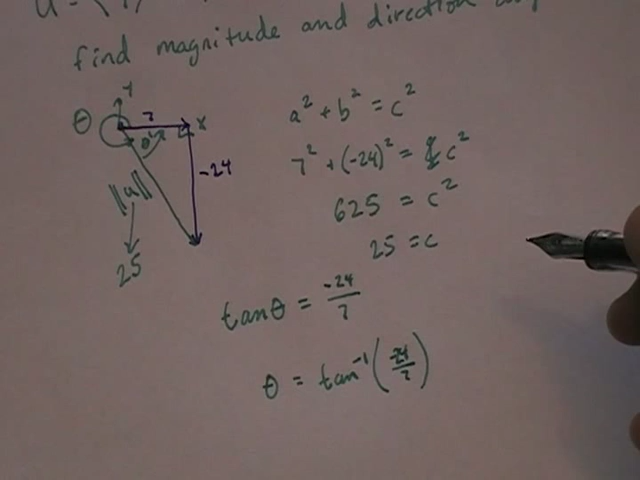 find magnitude and direction
θ
y
7
x
θ
-24
||u||
25
a² + b² = c²
7² + (-24)² = c²
625 = c²
25 = c
tanθ = -24/7
θ = tan⁻¹(-24/7)